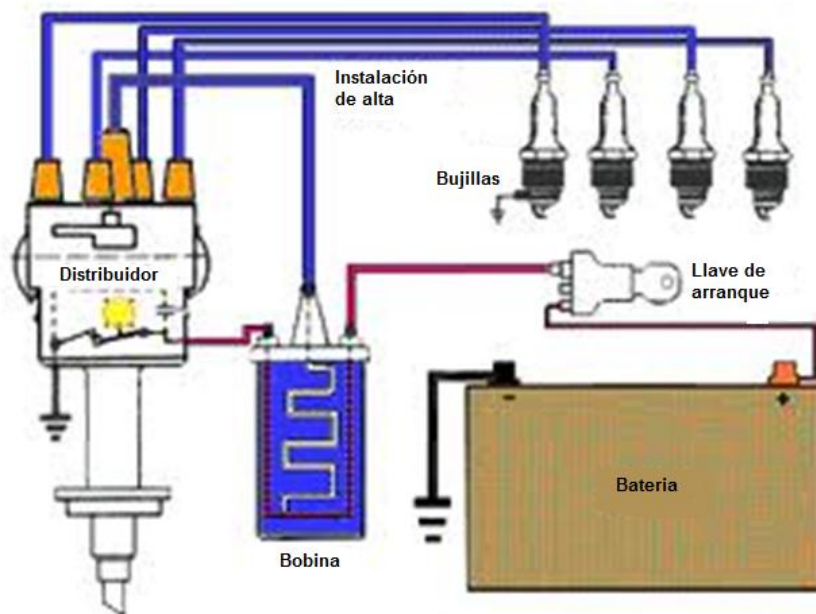 Instalación
de alta
Bujillas
Distribuidor
Llave de
arranque
-
+
Bateria
Bobina